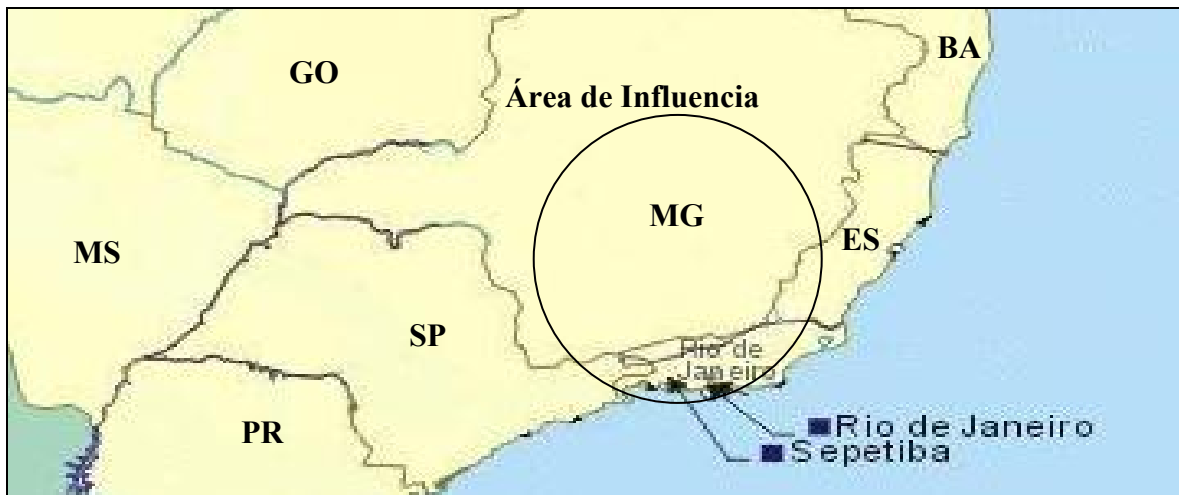 BA
GO
Área de Influencia
MG
ES
MS
SP
Rio de
Janeiro
PR
Rio de Janeiro
Sepetiba